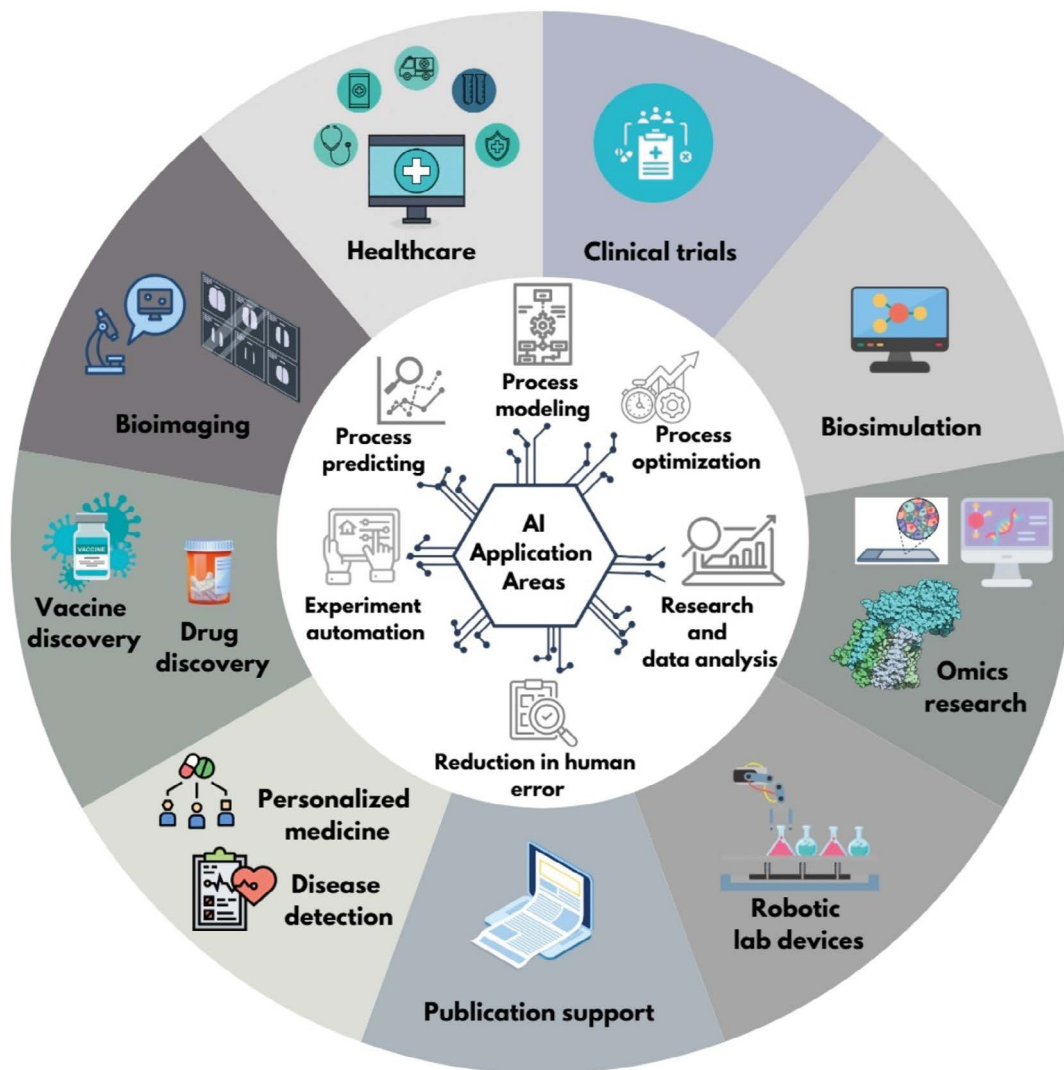 Healthcare
Clinical trials
Biosimulation
Omics
research
Robotic
lab devices
Publication support
Personalized
medicine
Disease
detection
Vaccine
discovery
VACCINE
Drug
discovery
Bioimaging
Process
modeling
Process
optimization
Research
and
data analysis
Reduction in human
error
Experiment
automation
Process
predicting
AI
Application
Areas